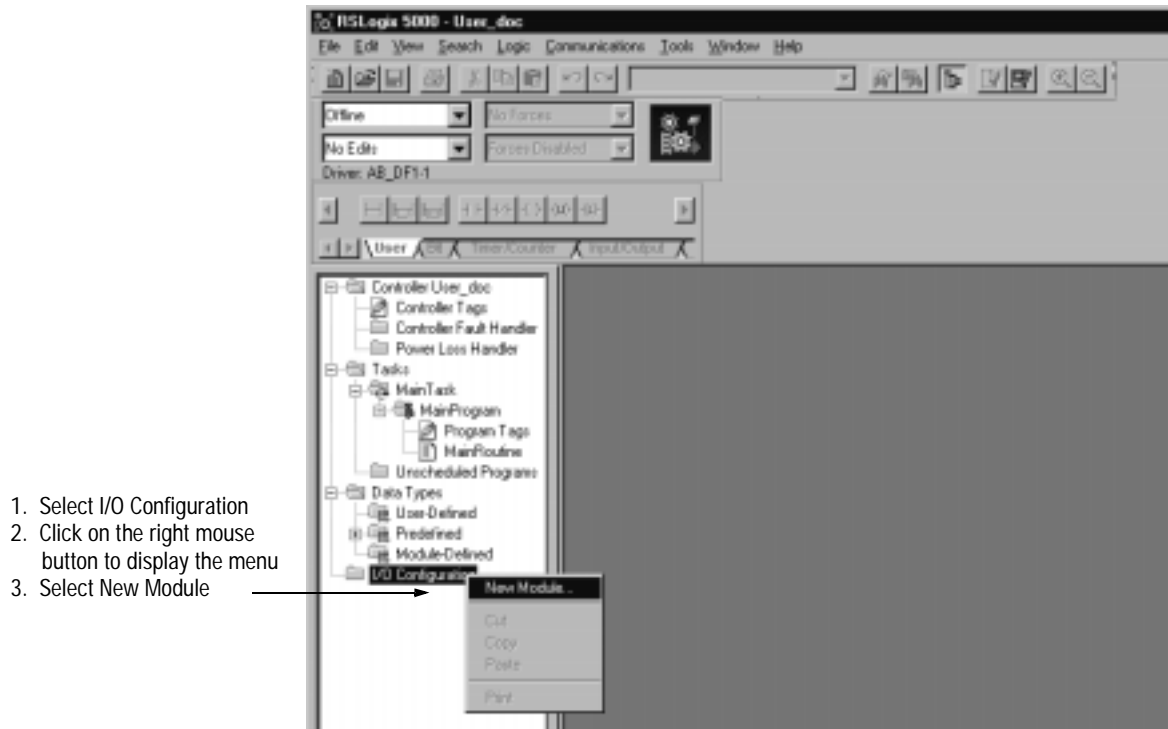 RSLogix 5000 - User_doc
File Edit View Search Logic Communications Tools Window Help
Offline No Forces
No Edits Forces Disabled
Driver: AB_DF1-1
User Bit Timer/Counter Input/Output
Controller User_doc
Controller Tags
Controller Fault Handler
Power Loss Handler
Tasks
MainTask
MainProgram
Program Tags
MainRoutine
Unscheduled Programs
Data Types
User-Defined
Predefined
Module-Defined
I/O Configuration
New Module...
Cut
Copy
Paste
Print
1. Select I/O Configuration
2. Click on the right mouse
button to display the menu
3. Select New Module